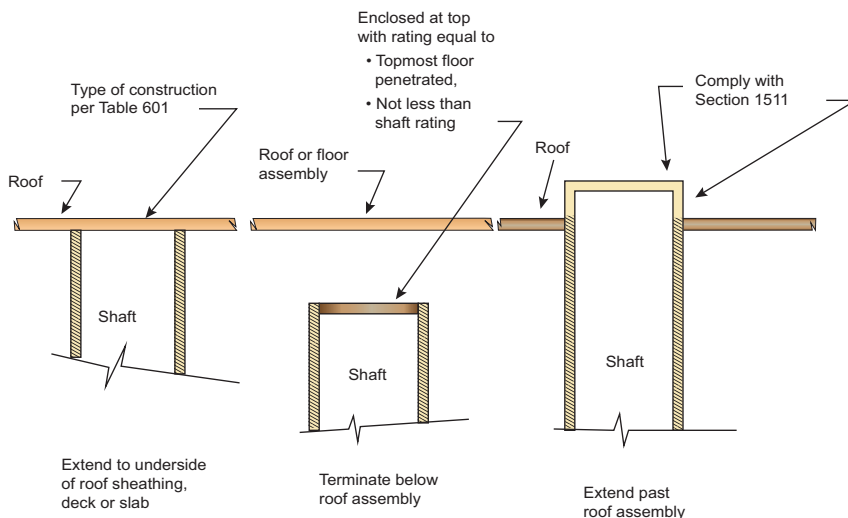 Enclosed at top
with rating equal to
• Topmost floor
penetrated,
• Not less than
shaft rating
Type of construction
per Table 601
Comply with
Section 1511
Roof
Roof or floor
assembly
Roof
Shaft
Shaft
Shaft
Extend to underside
of roof sheathing,
deck or slab
Terminate below
roof assembly
Extend past
roof assembly